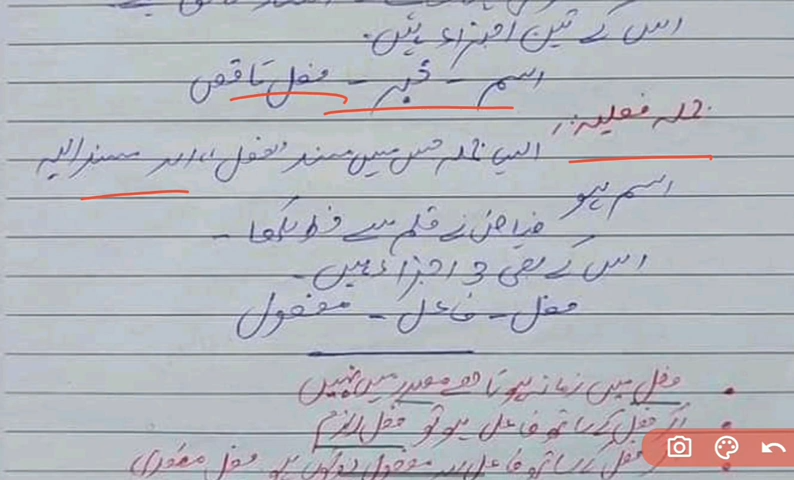 اس کے تین اجزاء ہیں۔
اسم - خبر - فعل ناقص
جملہ فعلیہ:
ایسا جملہ جس میں مسند "فعل" اور مسند الیہ
اسم ہو
فیاض نے قلم سے خط لکھا -
اس کے بھی 3 اجزاء ہیں -
فعل - فاعل - مفعول
• فعل میں زمانہ ہوتا ہے مصدر میں نہیں
• اگر فعل کے ساتھ فاعل ہو تو فعل لازم
• فعل کے ساتھ فاعل اور مفعول دونوں ہو فعل متعدی